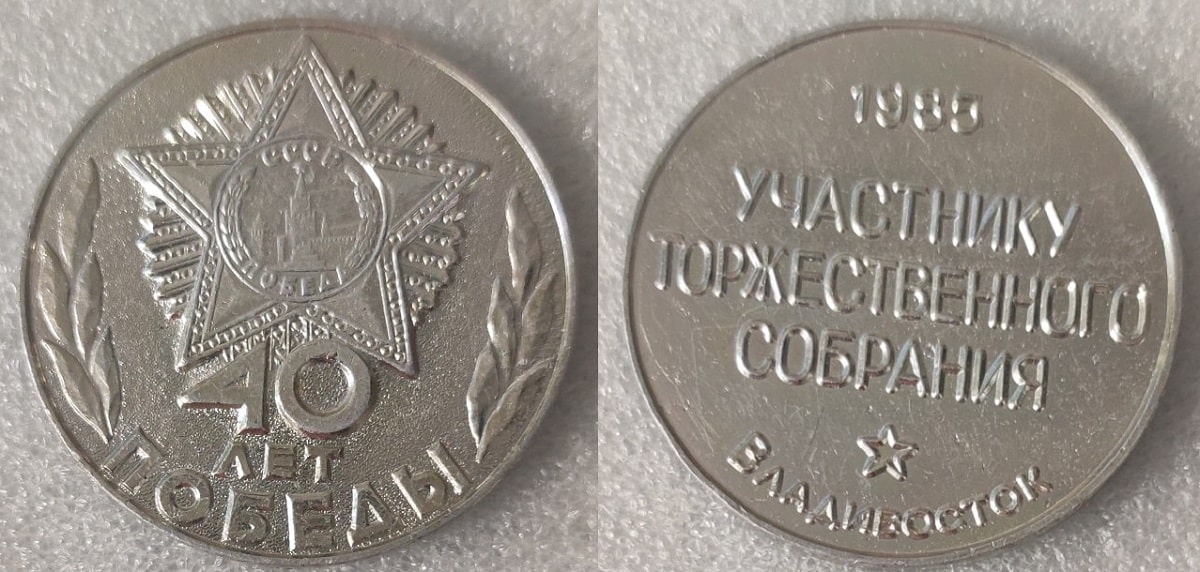 СССР
ПОБЕДА
40
ЛЕТ
ПОБЕДЫ
1985
УЧАСТНИКУ
ТОРЖЕСТВЕННОГО
СОБРАНИЯ
ВЛАДИВОСТОК